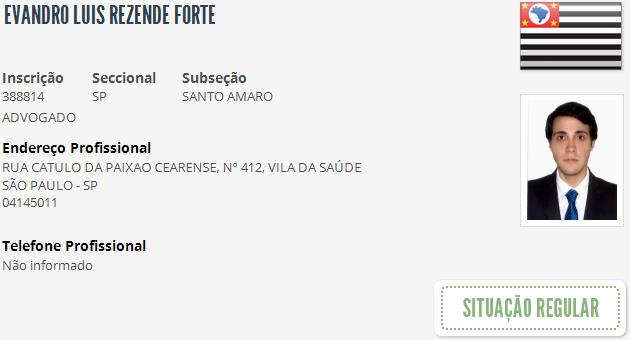 EVANDRO LUIS REZENDE FORTE
Inscrição Seccional Subseção
388814 SP SANTO AMARO
ADVOGADO
Endereço Profissional
RUA CATULO DA PAIXAO CEARENSE, Nº 412, VILA DA SAÚDE
SÃO PAULO - SP
04145011
Telefone Profissional
Não informado
SITUAÇÃO REGULAR